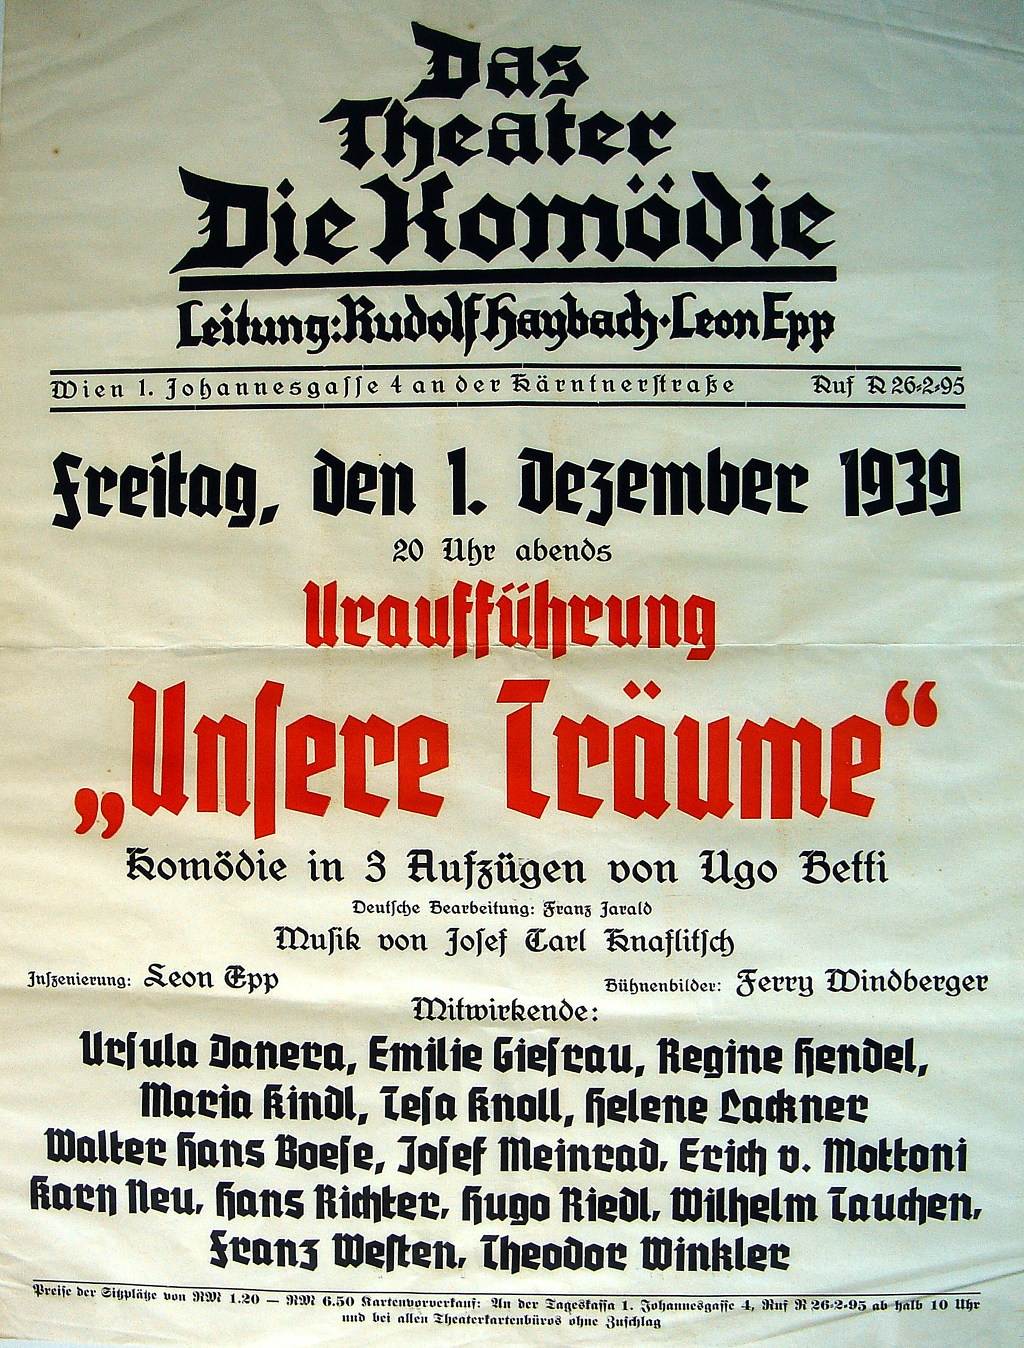 Das
Theater
Die Komödie
Leitung: Rudolf Haybach · Leon Epp
Wien 1. Johannesgasse 4 an der Kärntnerstraße Ruf R 26-2-95
Freitag, den 1. Dezember 1939
20 Uhr abends
Uraufführung
„Unsere Träume“
Komödie in 3 Aufzügen von Ugo Betti
Deutsche Bearbeitung: Franz Jarald
Musik von Josef Carl Knaflitsch
Inszenierung: Leon Epp Bühnenbilder: Ferry Windberger
Mitwirkende:
Ursula Danera, Emilie Giesrau, Regine Hendel,
Maria Kindl, Tesa Knoll, Helene Lackner
Walter Hans Boese, Josef Meinrad, Erich v. Mottoni
Karn Neu, Hans Richter, Hugo Riedl, Wilhelm Tauchen,
Franz Westen, Theodor Winkler
Preise der Sitzplätze von RM 1.20 — RM 6.50 Kartenvorverkauf: An der Tageskassa 1. Johannesgasse 4, Ruf R 26-2-95 ab halb 10 Uhr
und bei allen Theaterkartenbüros ohne Zuschlag